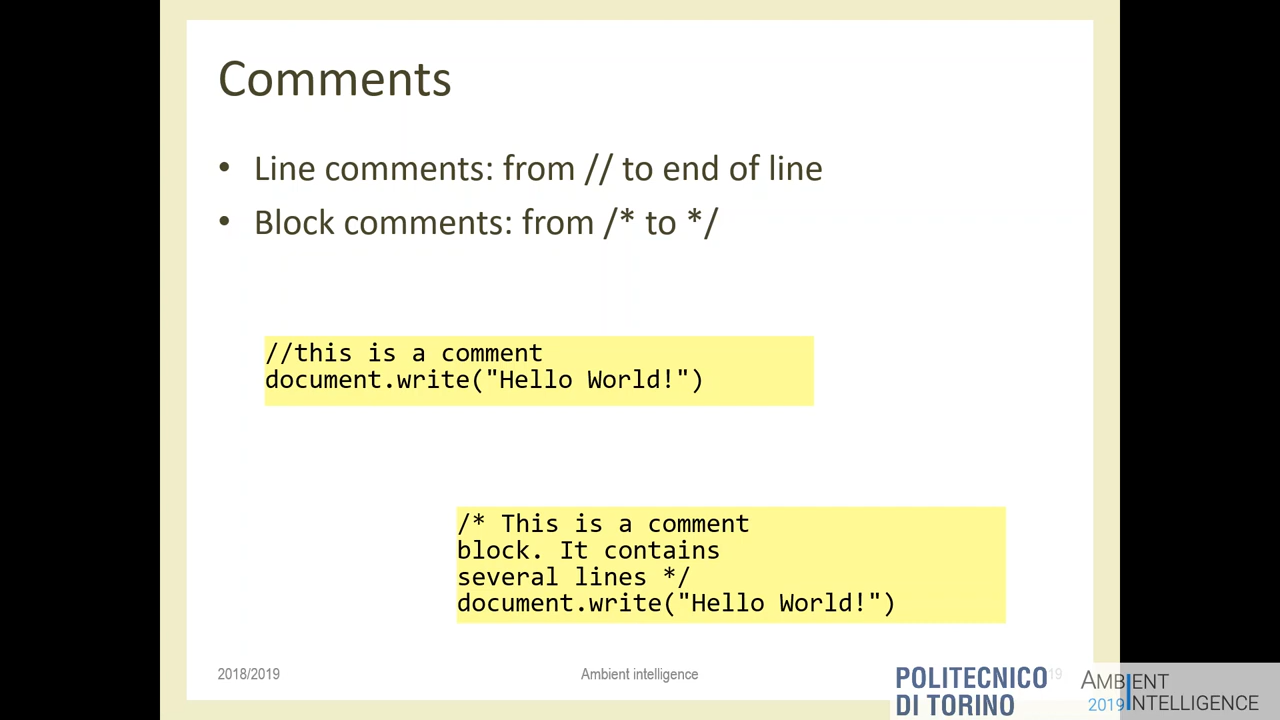 Comments
• Line comments: from // to end of line
• Block comments: from /* to */
//this is a comment
document.write("Hello World!")
/* This is a comment
block. It contains
several lines */
document.write("Hello World!")
2018/2019
Ambient intelligence
19
POLITECNICO
DI TORINO
AMBIENT
2019 INTELLIGENCE